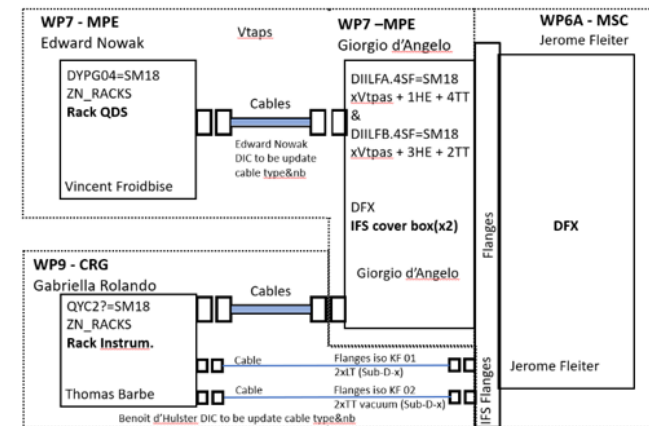 WP7 - MPE
Edward Nowak
Vtaps
DYPG04=SM18
ZN_RACKS
Rack QDS
Vincent Froidbise
Cables
Edward Nowak
DIC to be update
cable type&nb
WP7 –MPE
Giorgio d'Angelo
DIILFA.4SF=SM18
xVtpas + 1HE + 4TT
&
DIILFB.4SF=SM18
xVtpas + 3HE + 2TT
DFX
IFS cover box(x2)
Giorgio d'Angelo
WP6A - MSC
Jerome Fleiter
Flanges
DFX
Jerome Fleiter
IFS Flanges
WP9 - CRG
Gabriella Rolando
QYC2?=SM18
ZN_RACKS
Rack Instrum.
Thomas Barbe
Cables
Cable
Flanges iso KF 01
2xLT (Sub-D-x)
Cable
Flanges iso KF 02
2xTT vacuum (Sub-D-x)
Benoit d'Hulster DIC to be update cable type&nb